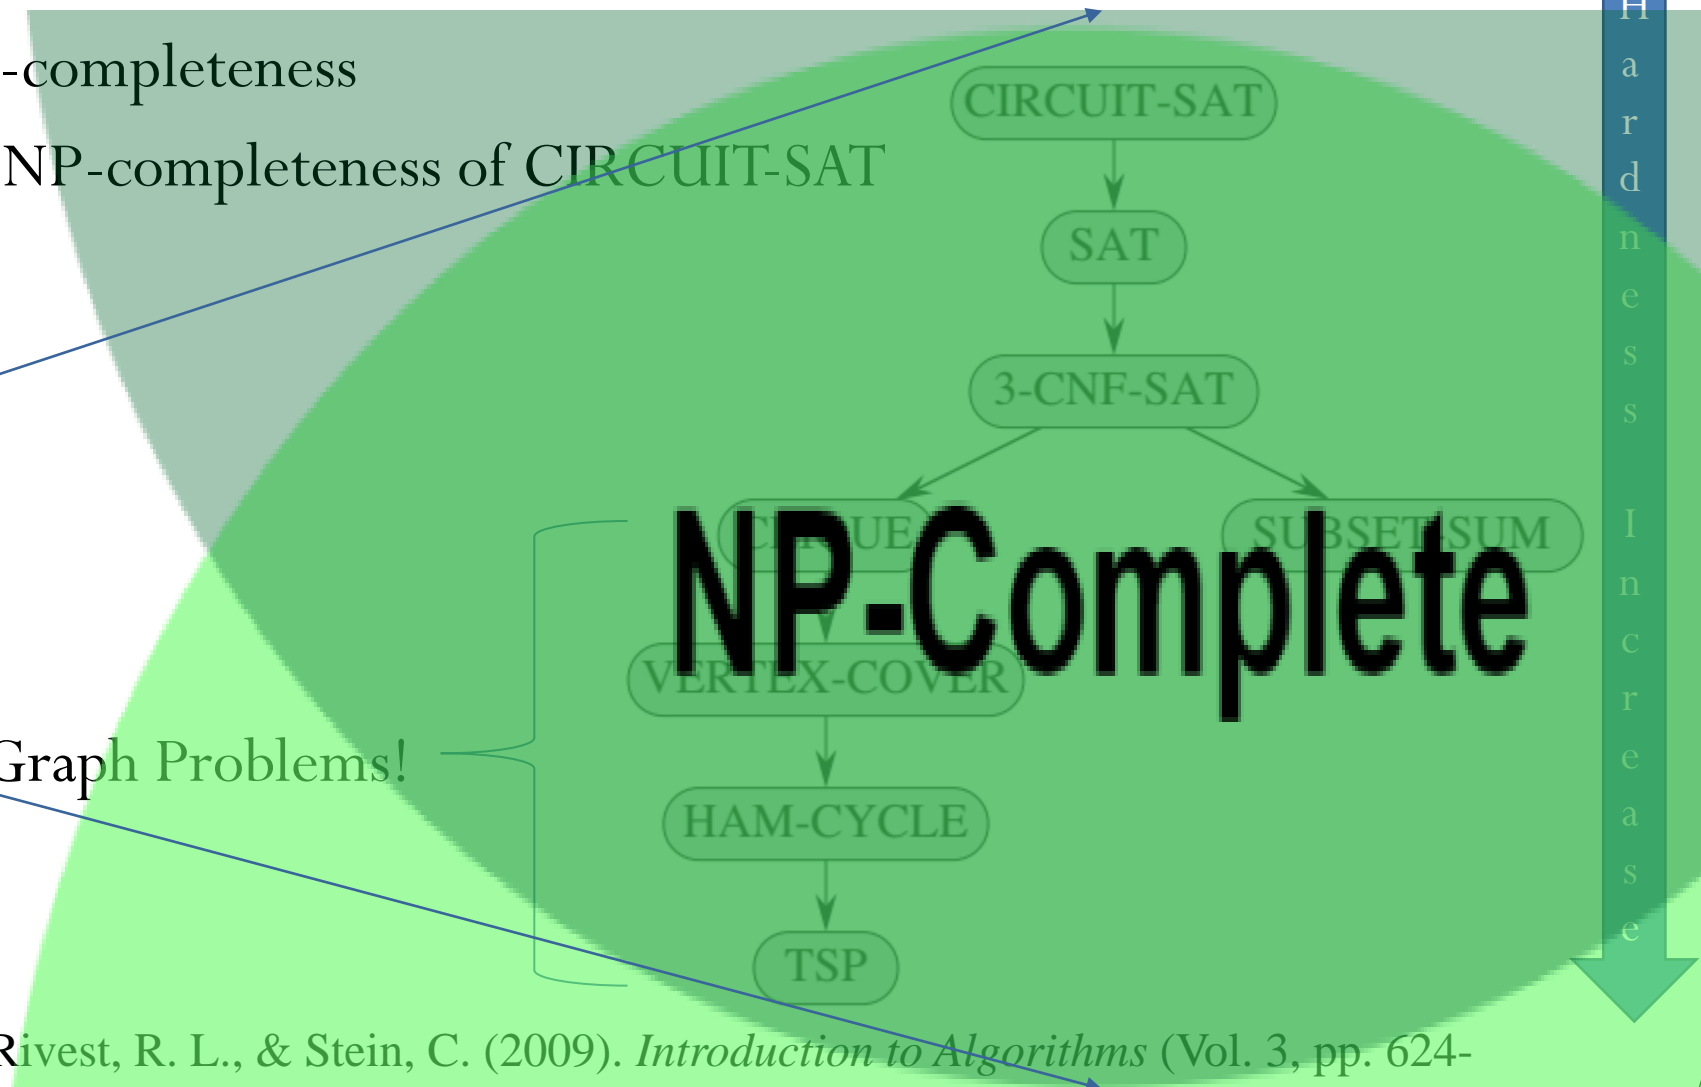 -completeness
NP-completeness of CIRCUIT-SAT
CIRCUIT-SAT
SAT
3-CNF-SAT
CLIQUE
SUBSET-SUM
NP-Complete
VERTEX-COVER
Graph Problems!
HAM-CYCLE
TSP
Rivest, R. L., & Stein, C. (2009). Introduction to Algorithms (Vol. 3, pp. 624-
Hardness Increase